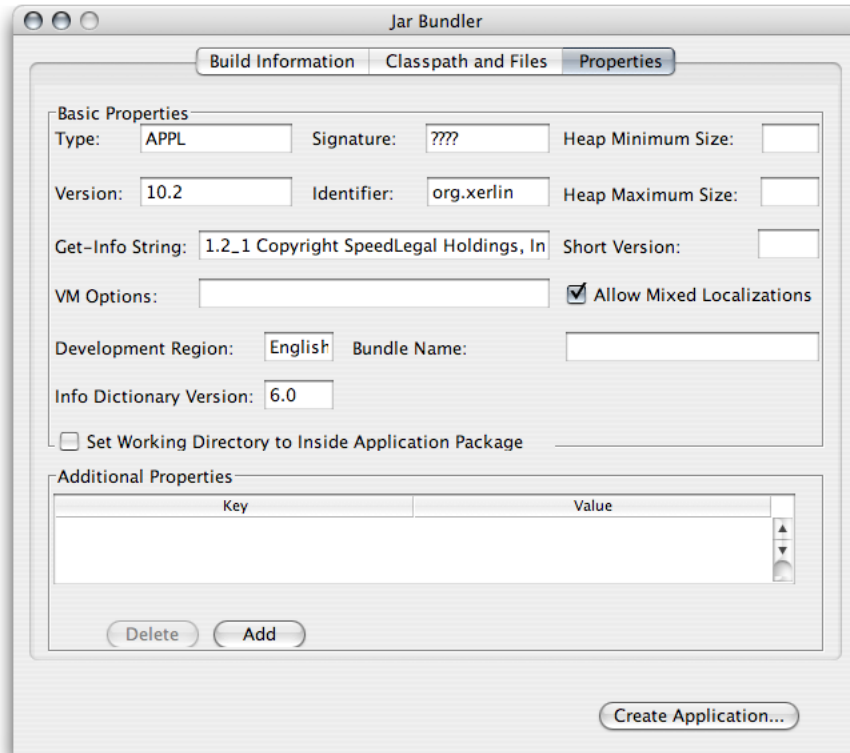 Jar Bundler
Build Information Classpath and Files Properties
Basic Properties
Type: APPL Signature: ???? Heap Minimum Size:
Version: 10.2 Identifier: org.xerlin Heap Maximum Size:
Get-Info String: 1.2_1 Copyright SpeedLegal Holdings, In Short Version:
VM Options: Allow Mixed Localizations
Development Region: English Bundle Name:
Info Dictionary Version: 6.0
Set Working Directory to Inside Application Package
Additional Properties
Key Value
Delete Add
Create Application...